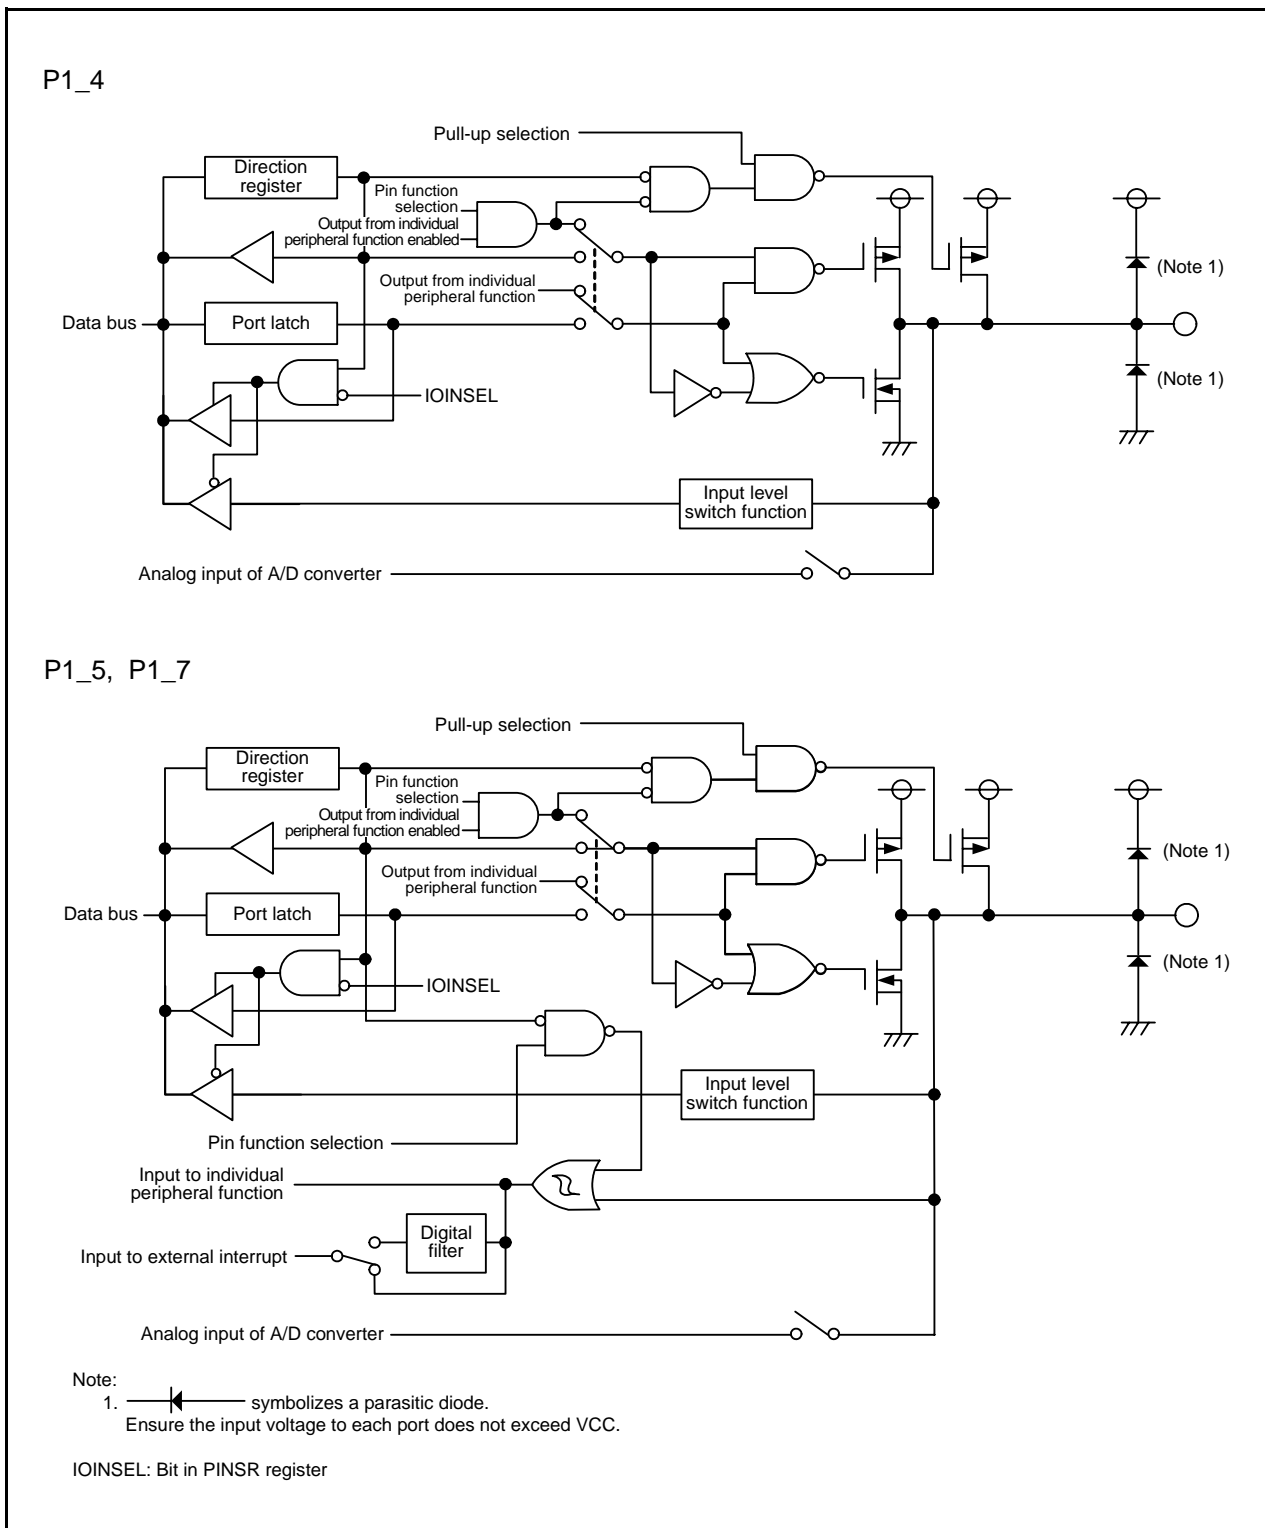 P1_4
Pull-up selection
Direction
register
Pin function
selection
Output from individual
peripheral function enabled
(Note 1)
Output from individual
peripheral function
Data bus
Port latch
(Note 1)
IOINSEL
Input level
switch function
Analog input of A/D converter
P1_5, P1_7
Pull-up selection
Direction
register
Pin function
selection
Output from individual
peripheral function enabled
(Note 1)
Output from individual
peripheral function
Data bus
Port latch
(Note 1)
IOINSEL
Input level
switch function
Pin function selection
Input to individual
peripheral function
Digital
filter
Input to external interrupt
Analog input of A/D converter
Note:
1. symbolizes a parasitic diode.
Ensure the input voltage to each port does not exceed VCC.
IOINSEL: Bit in PINSR register